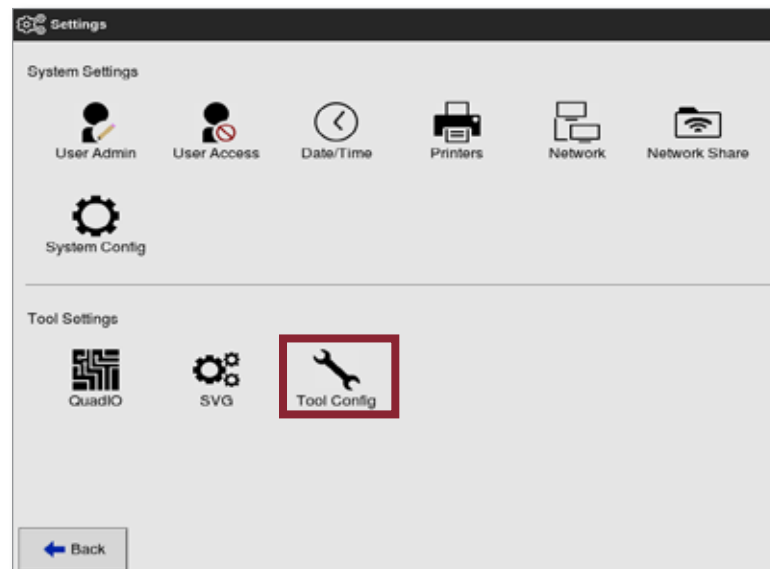 Settings
System Settings
User Admin User Access Date/Time Printers Network Network Share
System Config
Tool Settings
QuadIO SVG Tool Config
Back